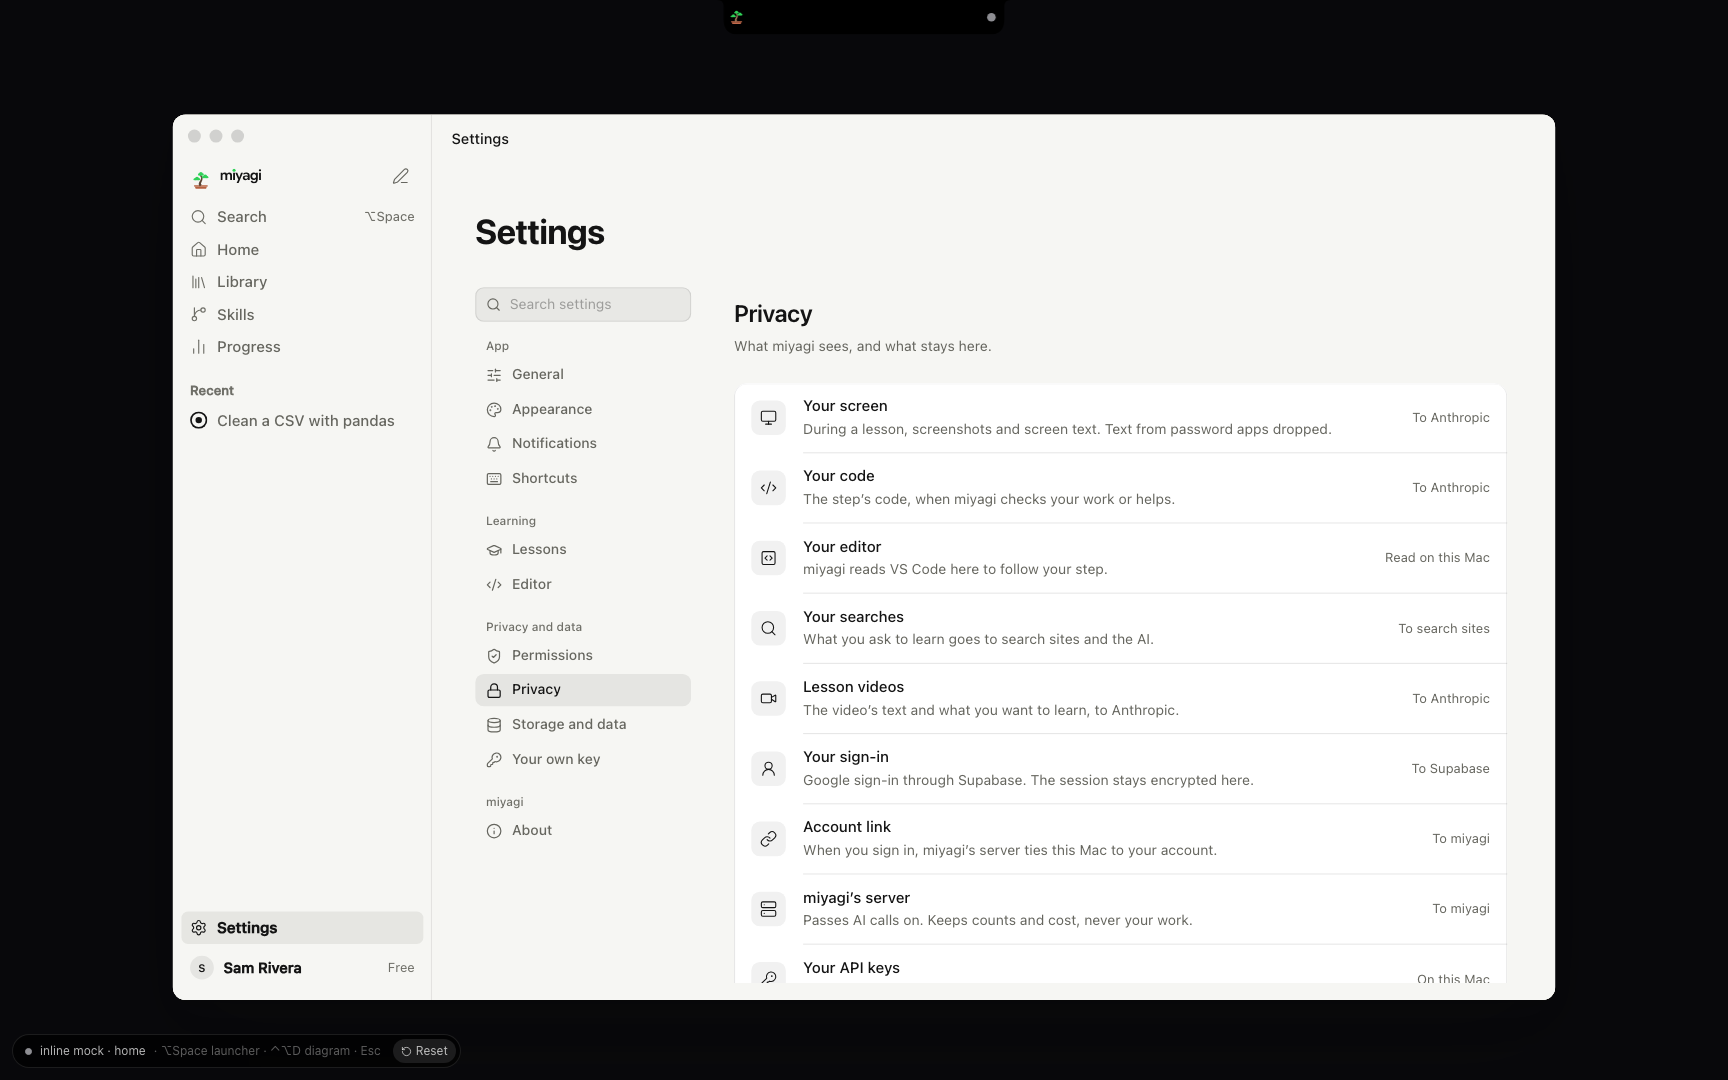 Settings
miyagi
Search ⌥Space
Home
Library
Skills
Progress
Recent
Clean a CSV with pandas
Settings
S Sam Rivera Free
Settings
Search settings
App
General
Appearance
Notifications
Shortcuts
Learning
Lessons
Editor
Privacy and data
Permissions
Privacy
Storage and data
Your own key
miyagi
About
Privacy
What miyagi sees, and what stays here.
Your screen
During a lesson, screenshots and screen text. Text from password apps dropped.
To Anthropic
Your code
The step's code, when miyagi checks your work or helps.
To Anthropic
Your editor
miyagi reads VS Code here to follow your step.
Read on this Mac
Your searches
What you ask to learn goes to search sites and the AI.
To search sites
Lesson videos
The video's text and what you want to learn, to Anthropic.
To Anthropic
Your sign-in
Google sign-in through Supabase. The session stays encrypted here.
To Supabase
Account link
When you sign in, miyagi's server ties this Mac to your account.
To miyagi
miyagi's server
Passes AI calls on. Keeps counts and cost, never your work.
To miyagi
Your API keys
On this Mac
inline mock · home · ⌥Space launcher · ^⌥D diagram · Esc Reset